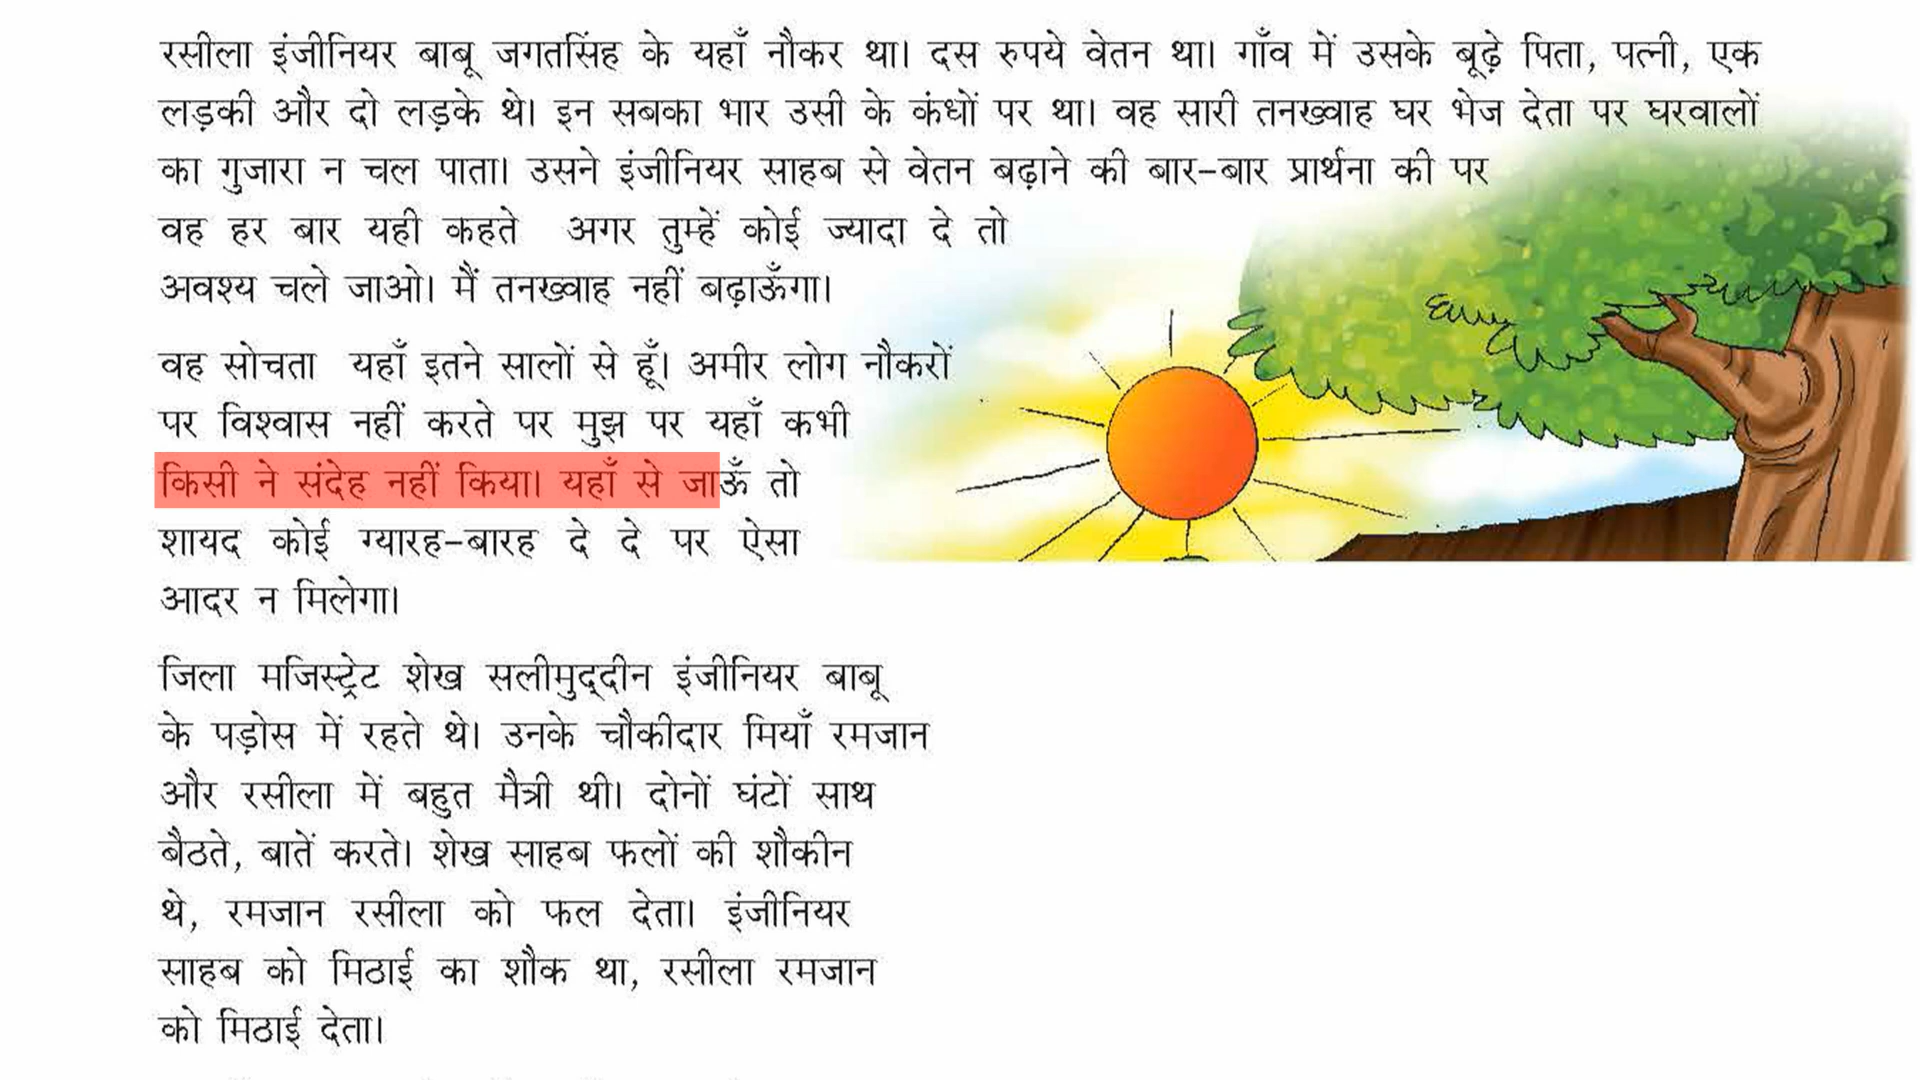 रसीला इंजीनियर बाबू जगतसिंह के यहाँ नौकर था। दस रुपये वेतन था। गाँव में उसके बूढ़े पिता, पत्नी, एक
लड़की और दो लड़के थे। इन सबका भार उसी के कंधों पर था। वह सारी तनख्वाह घर भेज देता पर घरवालों
का गुजारा न चल पाता। उसने इंजीनियर साहब से वेतन बढ़ाने की बार-बार प्रार्थना की पर
वह हर बार यही कहते अगर तुम्हें कोई ज्यादा दे तो
अवश्य चले जाओ। मैं तनख्वाह नहीं बढ़ाऊँगा।
वह सोचता यहाँ इतने सालों से हूँ। अमीर लोग नौकरों
पर विश्वास नहीं करते पर मुझ पर यहाँ कभी
किसी ने संदेह नहीं किया। यहाँ से जाऊँ तो
शायद कोई ग्यारह-बारह दे दे पर ऐसा
आदर न मिलेगा।
जिला मजिस्ट्रेट शेख सलीमुद्दीन इंजीनियर बाबू
के पड़ोस में रहते थे। उनके चौकीदार मियाँ रमजान
और रसीला में बहुत मैत्री थी। दोनों घंटों साथ
बैठते, बातें करते। शेख साहब फलों की शौकीन
थे, रमजान रसीला को फल देता। इंजीनियर
साहब को मिठाई का शौक था, रसीला रमजान
को मिठाई देता।